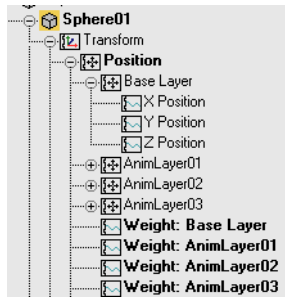 Sphere01
Transform
Position
Base Layer
X Position
Y Position
Z Position
AnimLayer01
AnimLayer02
AnimLayer03
Weight: Base Layer
Weight: AnimLayer01
Weight: AnimLayer02
Weight: AnimLayer03